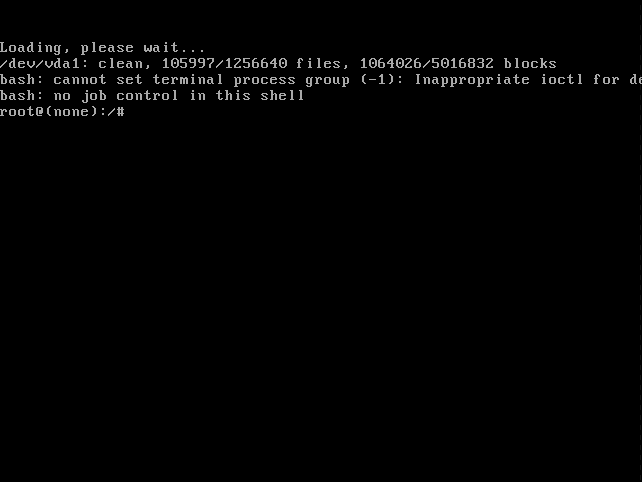 Loading, please wait...
/dev/vda1: clean, 105997/1256640 files, 1064026/5016832 blocks
bash: cannot set terminal process group (-1): Inappropriate ioctl for de
bash: no job control in this shell
root@(none):/#